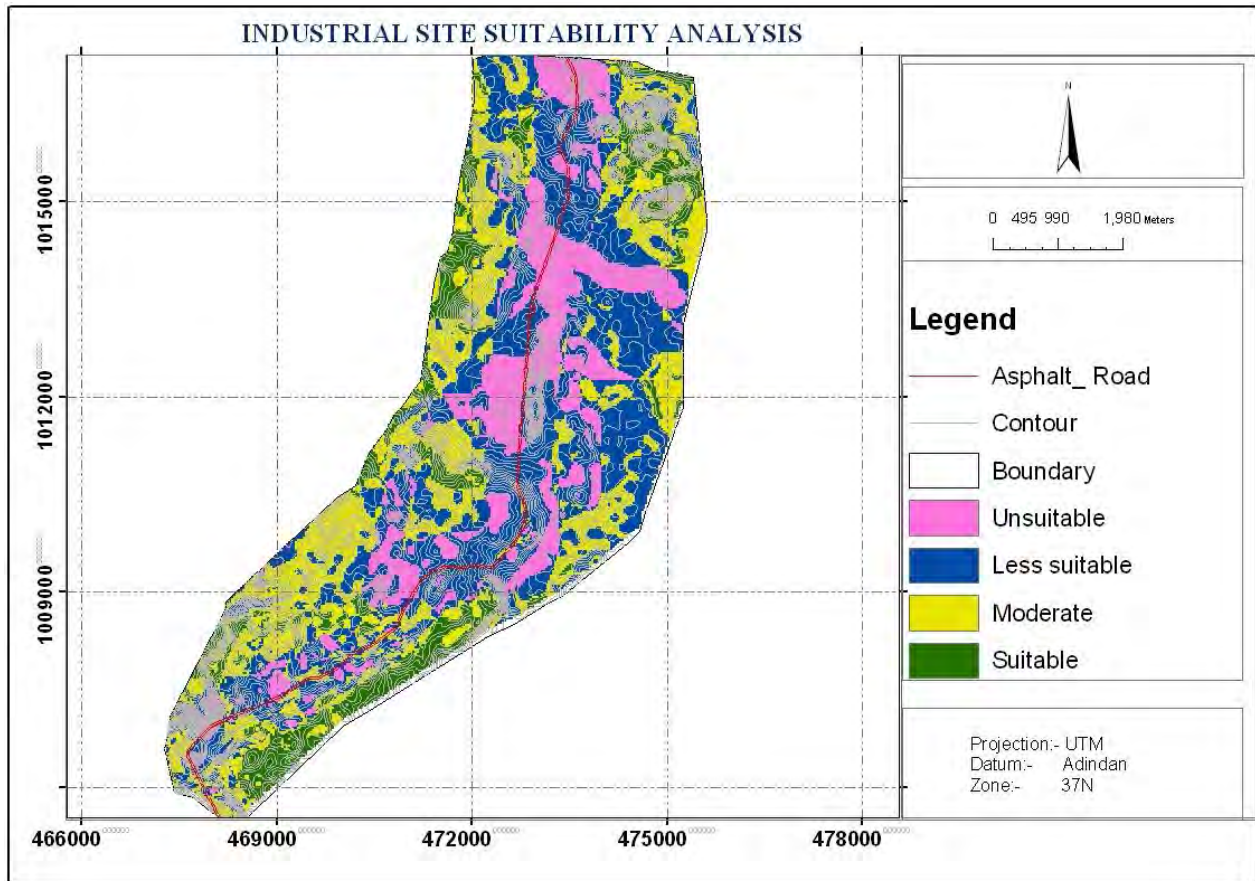 INDUSTRIAL SITE SUITABILITY ANALYSIS
1015000
1012000
1009000
466000
469000
472000
475000
478000
N
0 495 990 1,980 Meters
Legend
Asphalt_ Road
Contour
Boundary
Unsuitable
Less suitable
Moderate
Suitable
Projection:- UTM
Datum:- Adindan
Zone:- 37N